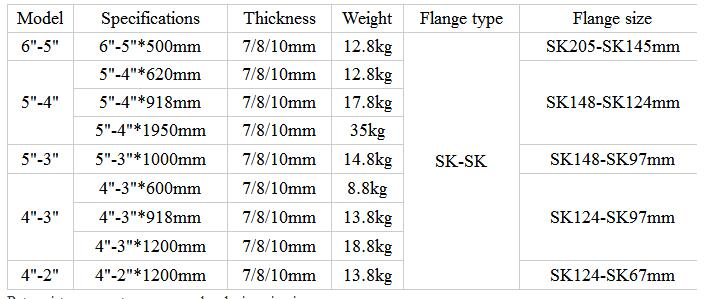 Model Specifications Thickness Weight Flange type Flange size
6"-5" 6"-5"*500mm 7/8/10mm 12.8kg SK205-SK145mm
5"-4"*620mm 7/8/10mm 12.8kg
5"-4" 5"-4"*918mm 7/8/10mm 17.8kg SK148-SK124mm
5"-4"*1950mm 7/8/10mm 35kg
5"-3" 5"-3"*1000mm 7/8/10mm 14.8kg SK-SK SK148-SK97mm
4"-3"*600mm 7/8/10mm 8.8kg
4"-3" 4"-3"*918mm 7/8/10mm 13.8kg SK124-SK97mm
4"-3"*1200mm 7/8/10mm 18.8kg
4"-2" 4"-2"*1200mm 7/8/10mm 13.8kg SK124-SK67mm